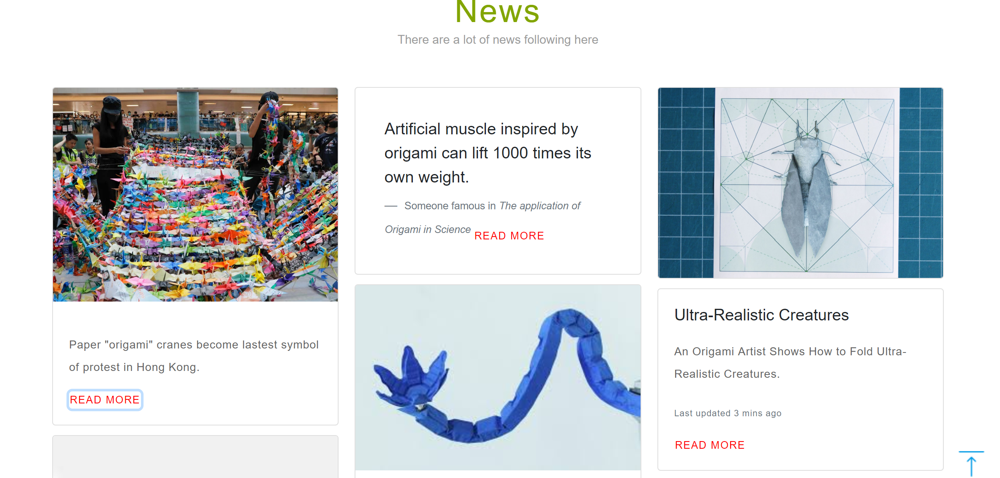 News
There are a lot of news following here
HERE
PRESS
Paper "origami" cranes become lastest symbol
of protest in Hong Kong.
READ MORE
Artificial muscle inspired by
origami can lift 1000 times its
own weight.
— Someone famous in The application of
Origami in Science READ MORE
Ultra-Realistic Creatures
An Origami Artist Shows How to Fold Ultra-
Realistic Creatures.
Last updated 3 mins ago
READ MORE